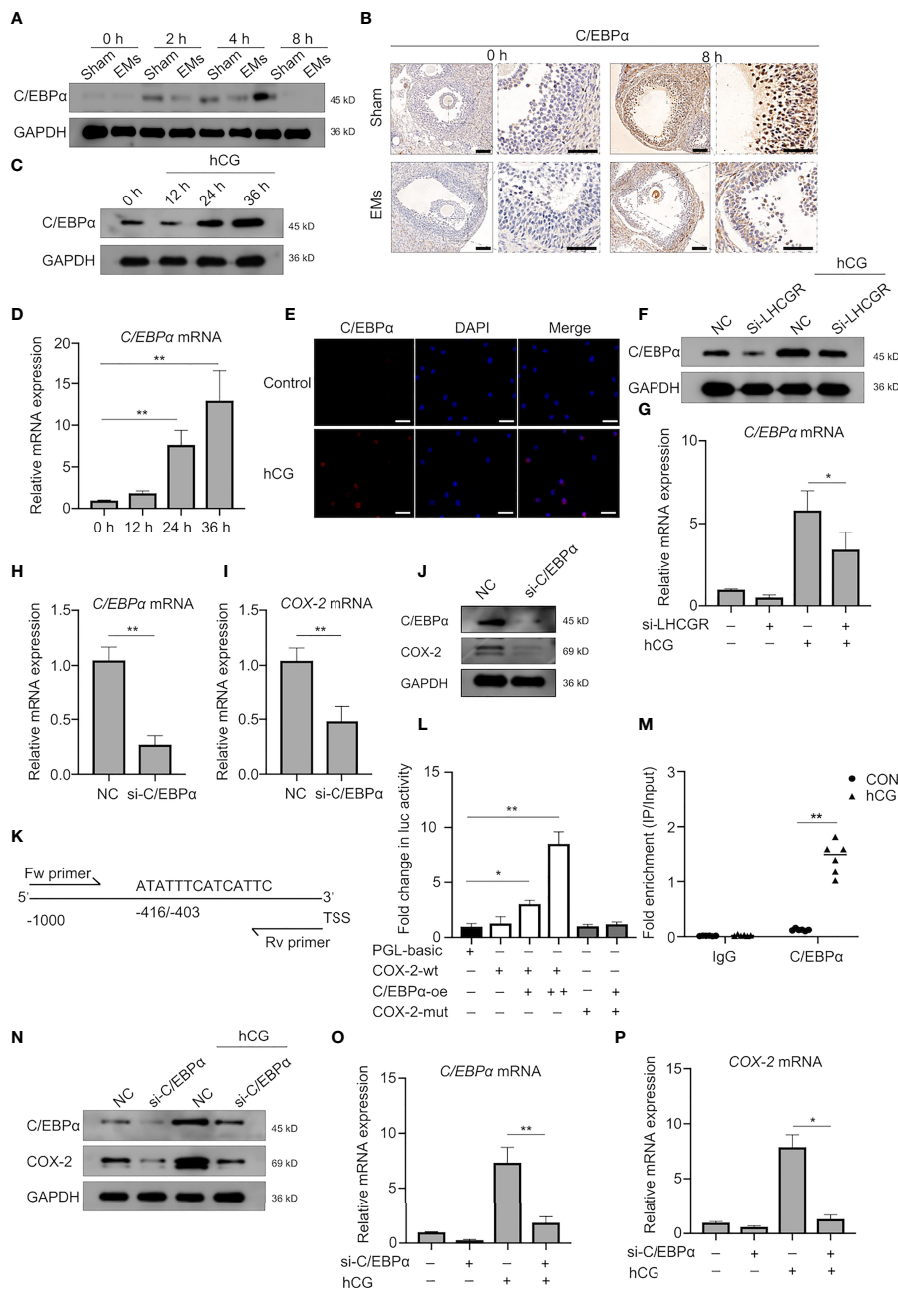 A
0 h 2 h 4 h 8 h
Sham EMs Sham EMs Sham EMs Sham EMs
C/EBPα 45 kD
GAPDH 36 kD
B
C/EBPα
0 h 8 h
Sham
EMs
C
hCG
0 h 12 h 24 h 36 h
C/EBPα 45 kD
GAPDH 36 kD
D
C/EBPα mRNA
Relative mRNA expression
20
15
10
5
0
**
**
0 h 12 h 24 h 36 h
E
C/EBPα DAPI Merge
Control
hCG
F
hCG
NC Si-LHCGR NC Si-LHCGR
C/EBPα 45 kD
GAPDH 36 kD
G
C/EBPα mRNA
Relative mRNA expression
10
5
0
*
si-LHCGR – + – +
hCG – – + +
H
C/EBPα mRNA
Relative mRNA expression
1.5
1.0
0.5
0.0
**
NC si-C/EBPα
I
COX-2 mRNA
Relative mRNA expression
1.5
1.0
0.5
0.0
**
NC si-C/EBPα
J
NC si-C/EBPα
C/EBPα 45 kD
COX-2 69 kD
GAPDH 36 kD
K
Fw primer
ATATTTCATCATTC
5' 3'
-1000 -416/-403 TSS
Rv primer
L
Fold change in luc activity
15
10
5
0
**
*
PGL-basic + – – – – –
COX-2-wt – + + + – –
C/EBPα-oe – – + ++ – +
COX-2-mut – – – – + +
M
Fold enrichment (IP/Input)
3
2
1
0
**
CON
hCG
IgG C/EBPα
N
hCG
NC si-C/EBPα NC si-C/EBPα
C/EBPα 45 kD
COX-2 69 kD
GAPDH 36 kD
O
C/EBPα mRNA
Relative mRNA expression
15
10
5
0
**
si-C/EBPα – + – +
hCG – – + +
P
COX-2 mRNA
Relative mRNA expression
15
10
5
0
*
si-C/EBPα – + – +
hCG – – + +